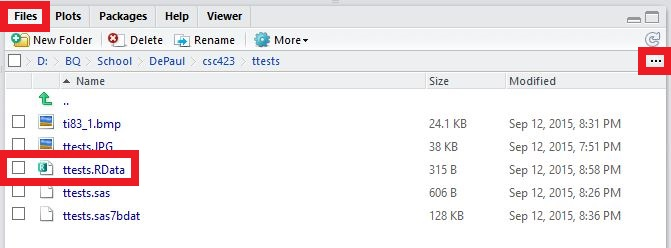 Files Plots Packages Help Viewer
New Folder Delete Rename More
D: BQ School DePaul csc423 ttests ...
Name Size Modified
..
ti83_1.bmp 24.1 KB Sep 12, 2015, 8:31 PM
ttests.JPG 38 KB Sep 12, 2015, 7:51 PM
ttests.RData 315 B Sep 12, 2015, 8:58 PM
ttests.sas 606 B Sep 12, 2015, 8:26 PM
ttests.sas7bdat 128 KB Sep 12, 2015, 8:36 PM